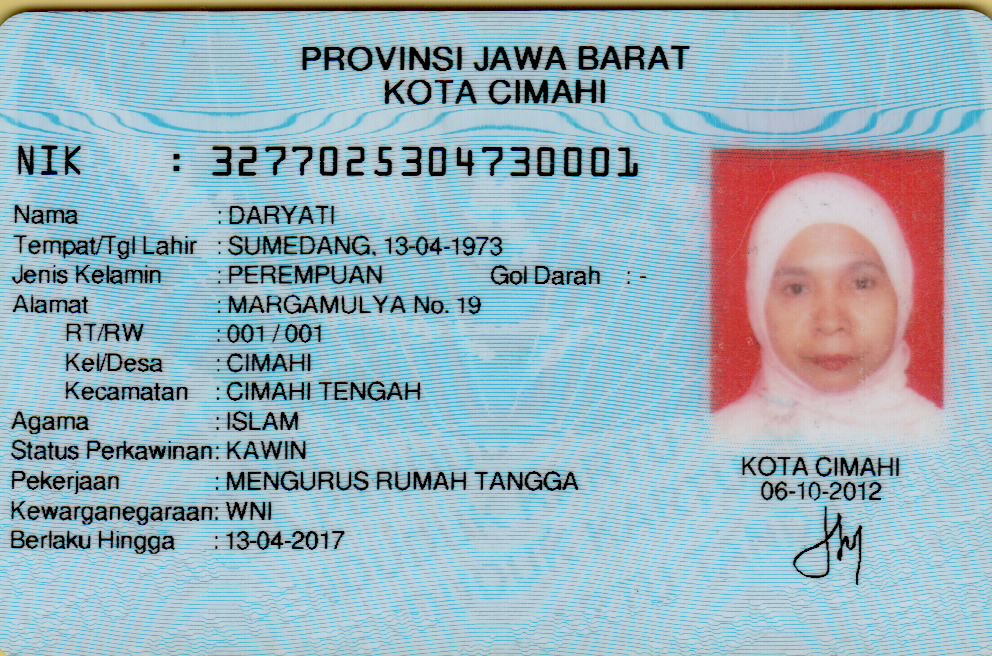 PROVINSI JAWA BARAT
KOTA CIMAHI
NIK : 3277025304730001
Nama : DARYATI
Tempat/Tgl Lahir : SUMEDANG, 13-04-1973
Jenis Kelamin : PEREMPUAN Gol Darah : -
Alamat : MARGAMULYA No. 19
RT/RW : 001 / 001
Kel/Desa : CIMAHI
Kecamatan : CIMAHI TENGAH
Agama : ISLAM
Status Perkawinan: KAWIN
Pekerjaan : MENGURUS RUMAH TANGGA
Kewarganegaraan: WNI
Berlaku Hingga : 13-04-2017
KOTA CIMAHI
06-10-2012